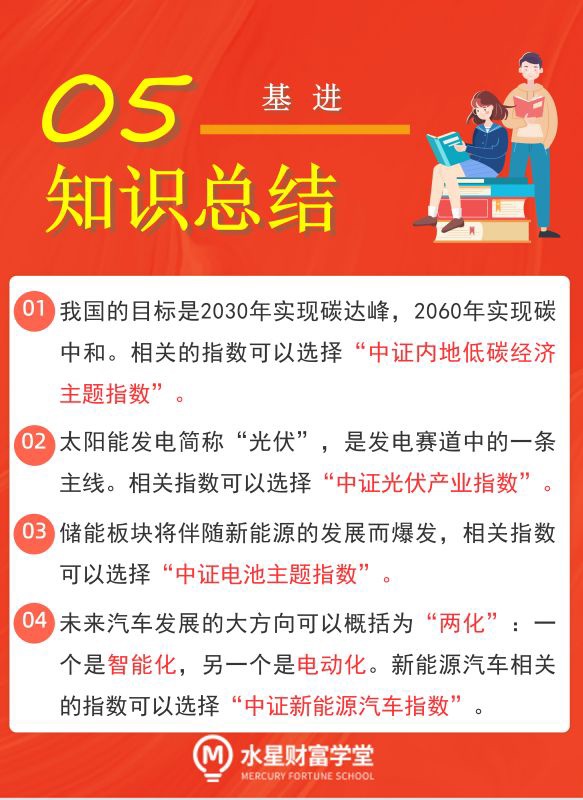 05
基 进
知识总结
01
我国的目标是2030年实现碳达峰，2060年实现碳
中和。相关的指数可以选择“中证内地低碳经济
主题指数”。
02
太阳能发电简称“光伏”，是发电赛道中的一条
主线。相关指数可以选择“中证光伏产业指数”。
03
储能板块将伴随新能源的发展而爆发，相关指数
可以选择“中证电池主题指数”。
04
未来汽车发展的大方向可以概括为“两化”：一
个是智能化，另一个是电动化。新能源汽车相关
的指数可以选择“中证新能源汽车指数”。
水星财富学堂
MERCURY FORTUNE SCHOOL